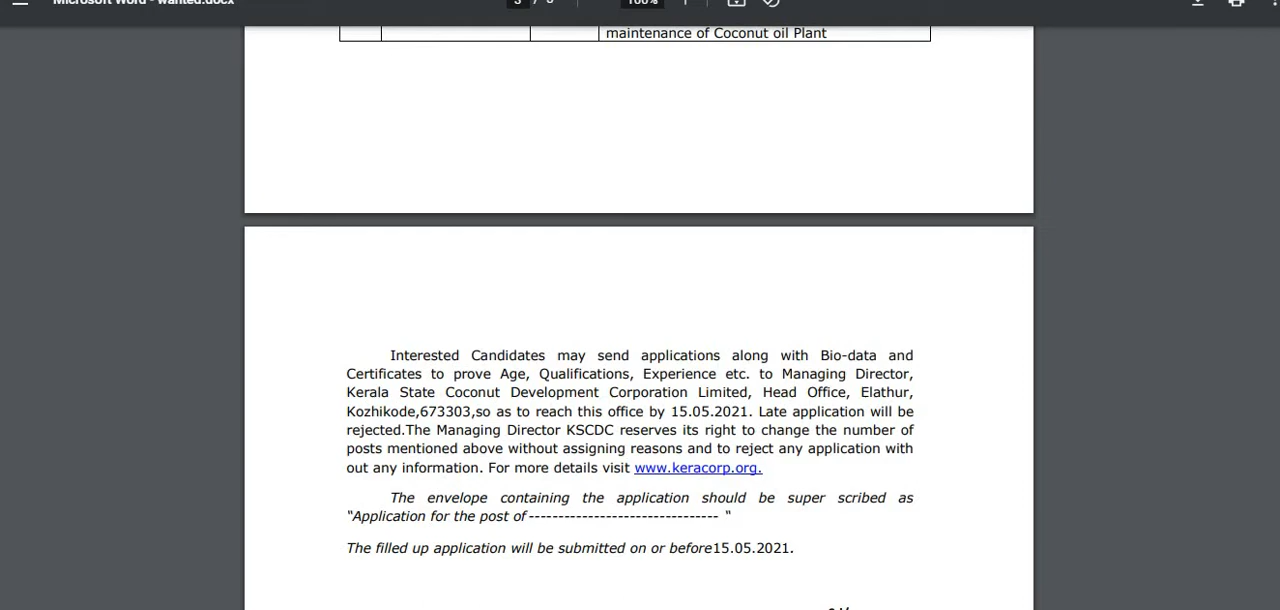 Microsoft Word - wanted.docx
3 /
100%
maintenance of Coconut oil Plant
Interested Candidates may send applications along with Bio-data and
Certificates to prove Age, Qualifications, Experience etc. to Managing Director,
Kerala State Coconut Development Corporation Limited, Head Office, Elathur,
Kozhikode,673303,so as to reach this office by 15.05.2021. Late application will be
rejected.The Managing Director KSCDC reserves its right to change the number of
posts mentioned above without assigning reasons and to reject any application with
out any information. For more details visit www.keracorp.org.
The envelope containing the application should be super scribed as
“Application for the post of-------------------------------- “
The filled up application will be submitted on or before15.05.2021.